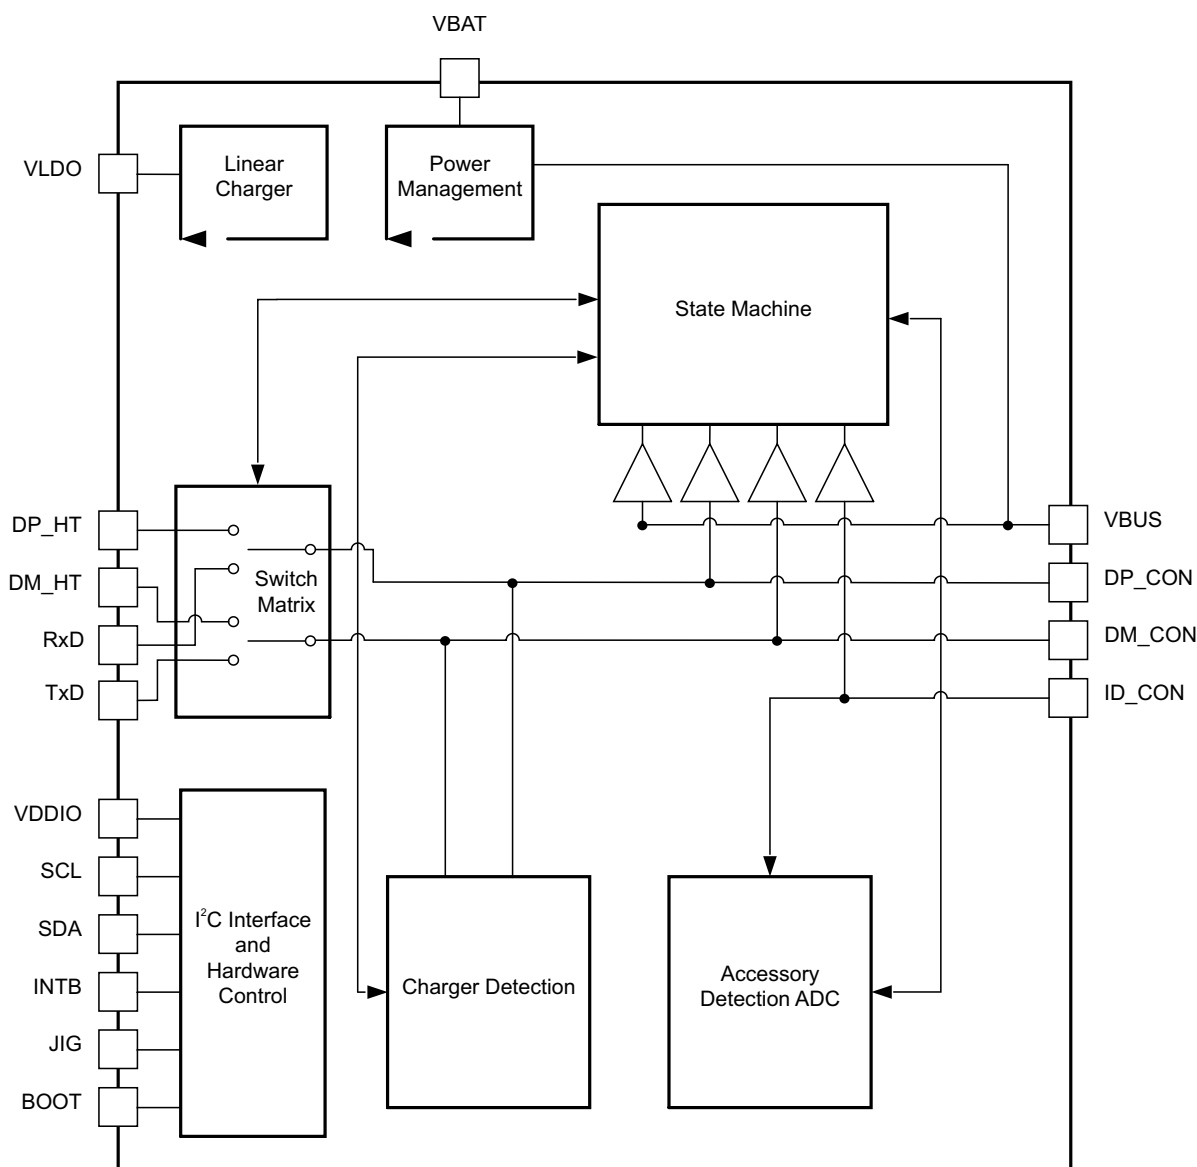 VBAT
VLDO
Linear
Charger
Power
Management
State Machine
DP_HT
DM_HT
RxD
TxD
Switch
Matrix
VBUS
DP_CON
DM_CON
ID_CON
VDDIO
SCL
SDA
INTB
JIG
BOOT
I²C Interface
and
Hardware
Control
Charger Detection
Accessory
Detection ADC